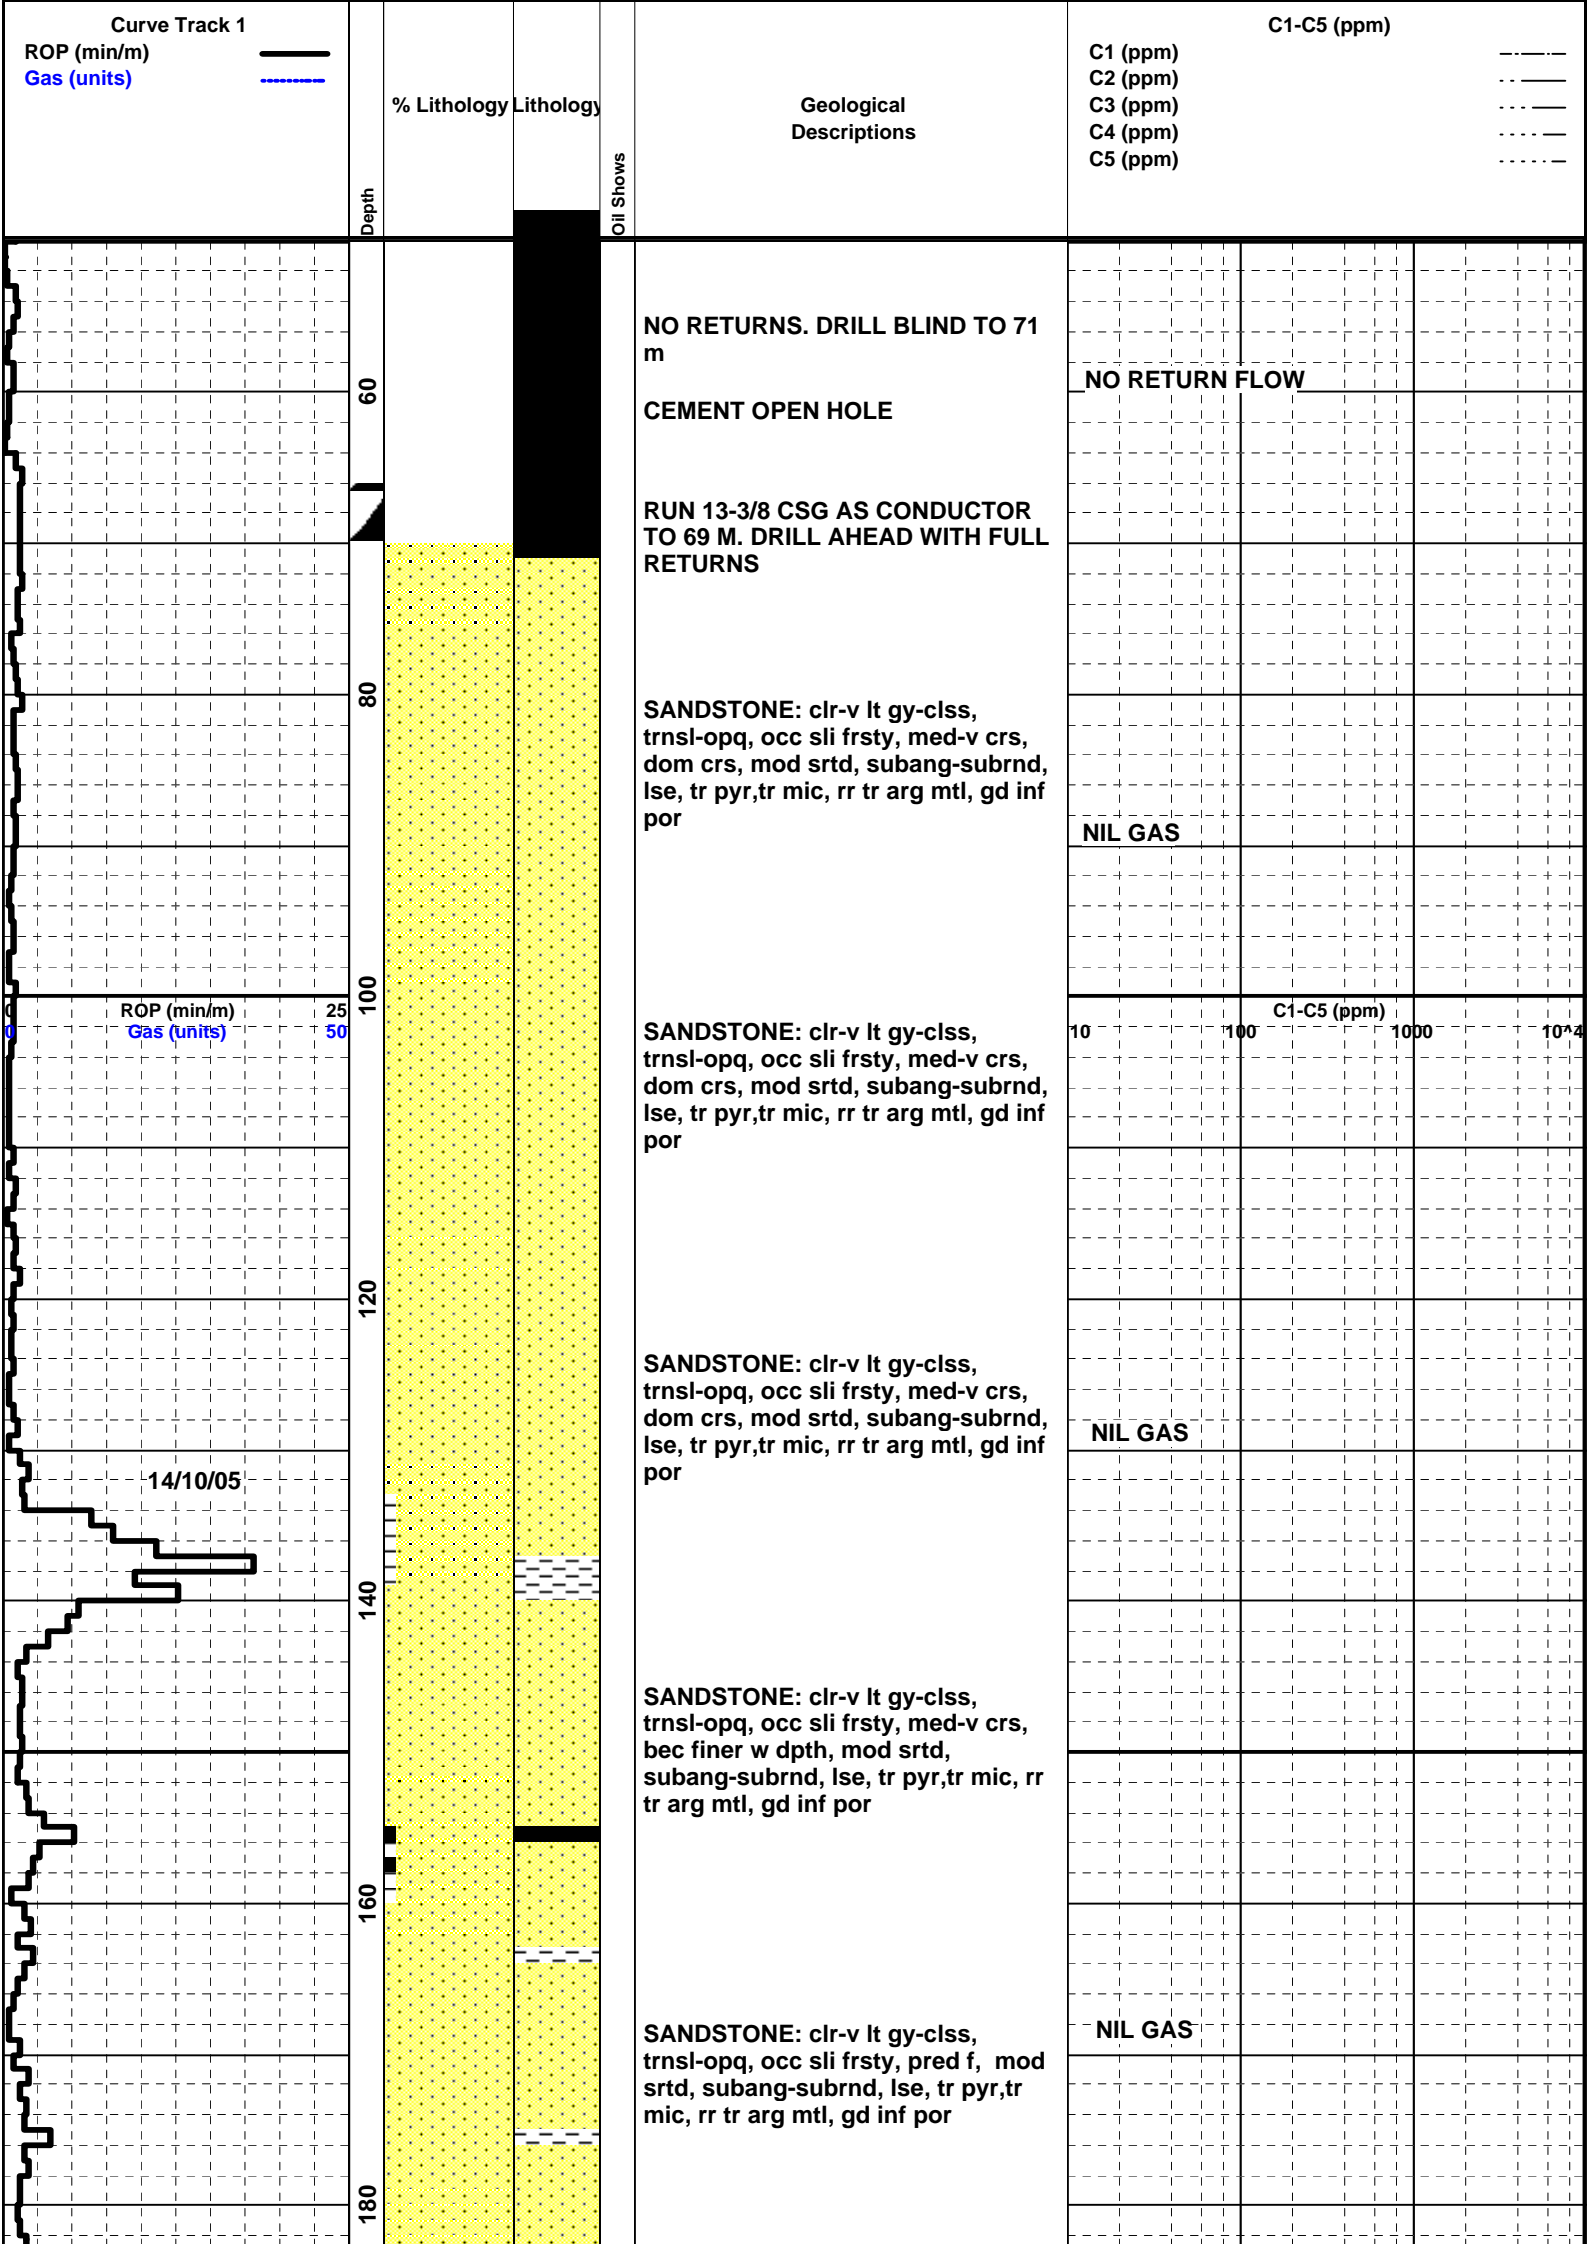 Curve Track 1
ROP (min/m)
Gas (units)
Depth
% Lithology
Lithology
Oil Shows
Geological
Descriptions
C1-C5 (ppm)
C1 (ppm)
C2 (ppm)
C3 (ppm)
C4 (ppm)
C5 (ppm)
NO RETURNS. DRILL BLIND TO 71
m
60
NO RETURN FLOW
CEMENT OPEN HOLE
RUN 13-3/8 CSG AS CONDUCTOR
TO 69 M. DRILL AHEAD WITH FULL
RETURNS
80
SANDSTONE: clr-v lt gy-clss,
trnsl-opq, occ sli frsty, med-v crs,
dom crs, mod srtd, subang-subrnd,
lse, tr pyr,tr mic, rr tr arg mtl, gd inf
por
NIL GAS
100
0 ROP (min/m) 25
0 Gas (units) 50
C1-C5 (ppm)
10 100 1000 10^4
SANDSTONE: clr-v lt gy-clss,
trnsl-opq, occ sli frsty, med-v crs,
dom crs, mod srtd, subang-subrnd,
lse, tr pyr,tr mic, rr tr arg mtl, gd inf
por
120
SANDSTONE: clr-v lt gy-clss,
trnsl-opq, occ sli frsty, med-v crs,
dom crs, mod srtd, subang-subrnd,
lse, tr pyr,tr mic, rr tr arg mtl, gd inf
por
NIL GAS
14/10/05
140
SANDSTONE: clr-v lt gy-clss,
trnsl-opq, occ sli frsty, med-v crs,
bec finer w dpth, mod srtd,
subang-subrnd, lse, tr pyr,tr mic, rr
tr arg mtl, gd inf por
160
SANDSTONE: clr-v lt gy-clss,
trnsl-opq, occ sli frsty, pred f, mod
srtd, subang-subrnd, lse, tr pyr,tr
mic, rr tr arg mtl, gd inf por
NIL GAS
180